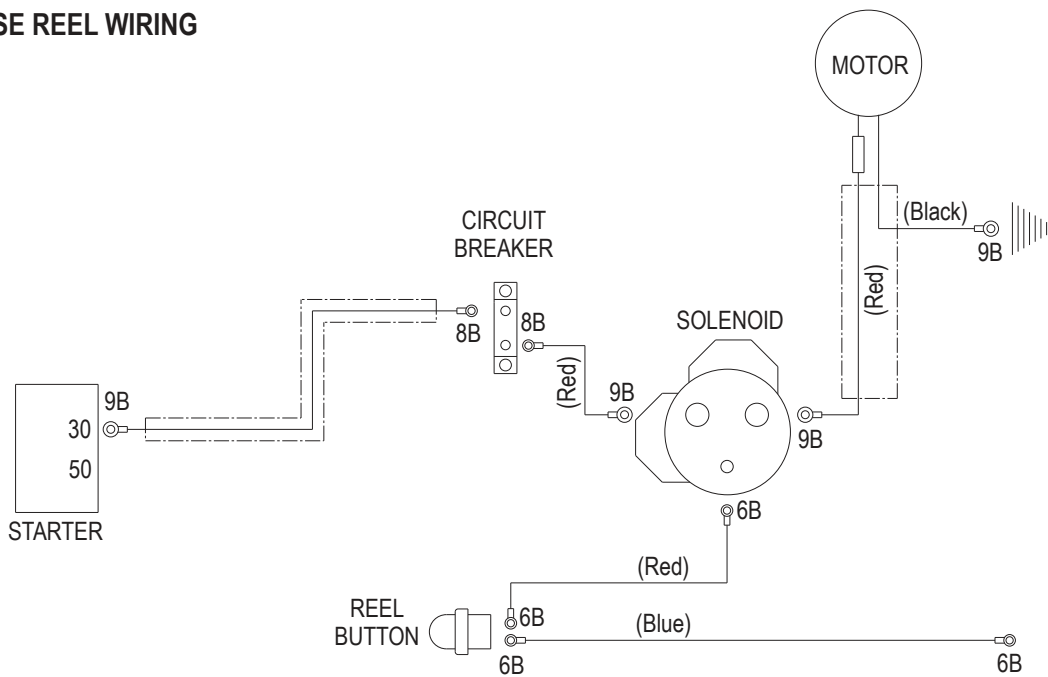 SE REEL WIRING
MOTOR
(Black)
9B
(Red)
CIRCUIT
BREAKER
8B
8B
(Red)
SOLENOID
9B
9B
6B
9B
30
50
STARTER
(Red)
REEL
BUTTON
6B
(Blue)
6B
6B